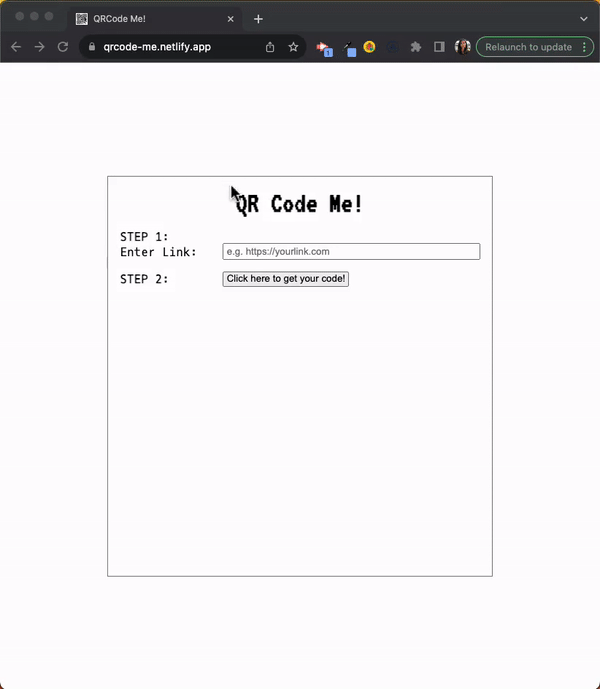 QRCode Me!
qrcode-me.netlify.app
1
Relaunch to update
QR Code Me!
STEP 1:
Enter Link:
e.g. https://yourlink.com
STEP 2:
Click here to get your code!